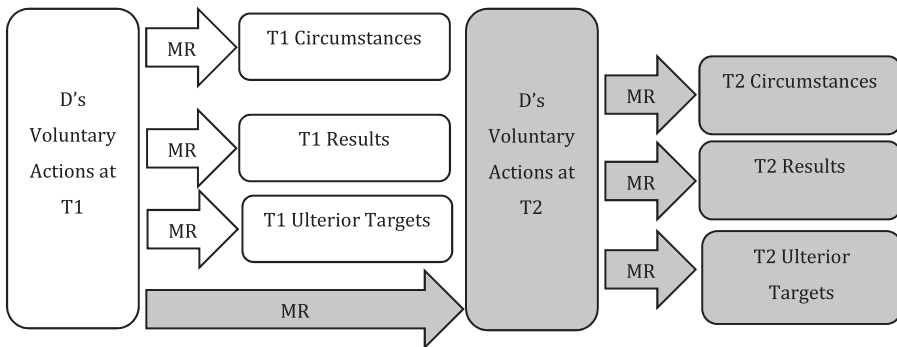 D's
Voluntary
Actions at
T1
MR
T1 Circumstances
MR
T1 Results
MR
T1 Ulterior Targets
MR
D's
Voluntary
Actions at
T2
MR
T2 Circumstances
MR
T2 Results
MR
T2 Ulterior
Targets